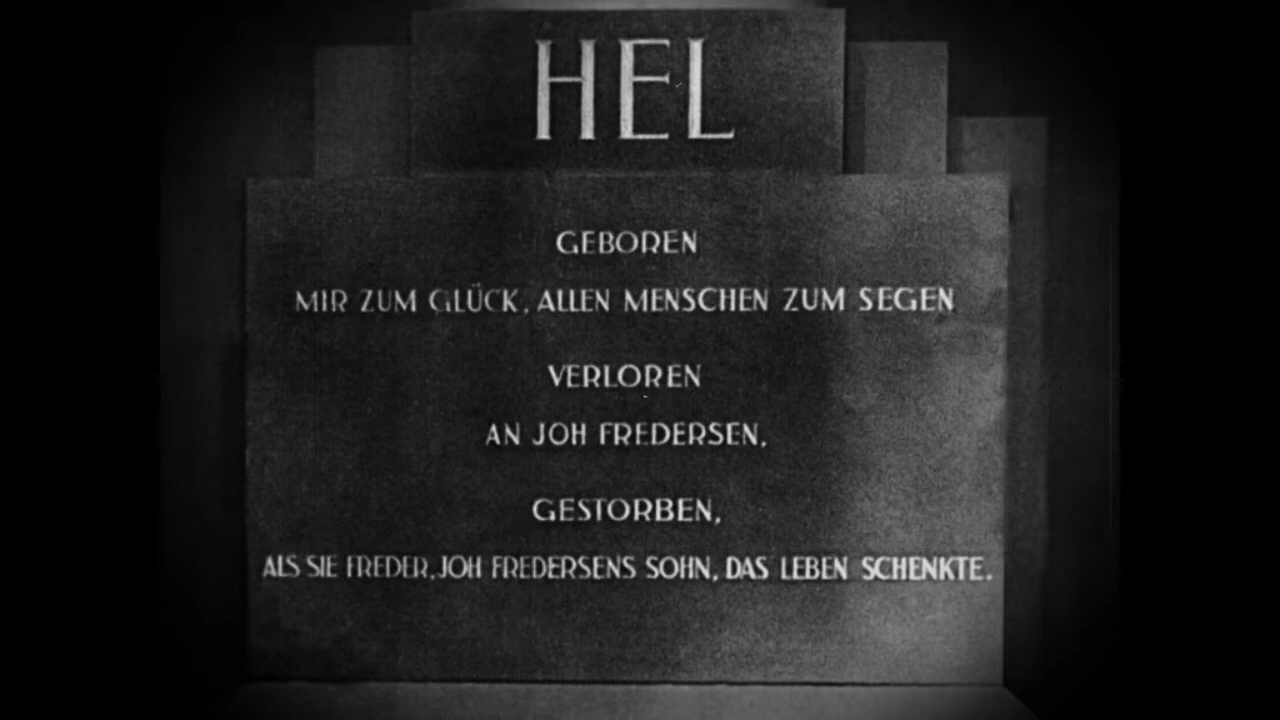 HEL
GEBOREN
MIR ZUM GLÜCK, ALLEN MENSCHEN ZUM SEGEN
VERLOREN
AN JOH FREDERSEN,
GESTORBEN,
ALS SIE FREDER, JOH FREDERSENS SOHN, DAS LEBEN SCHENKTE.